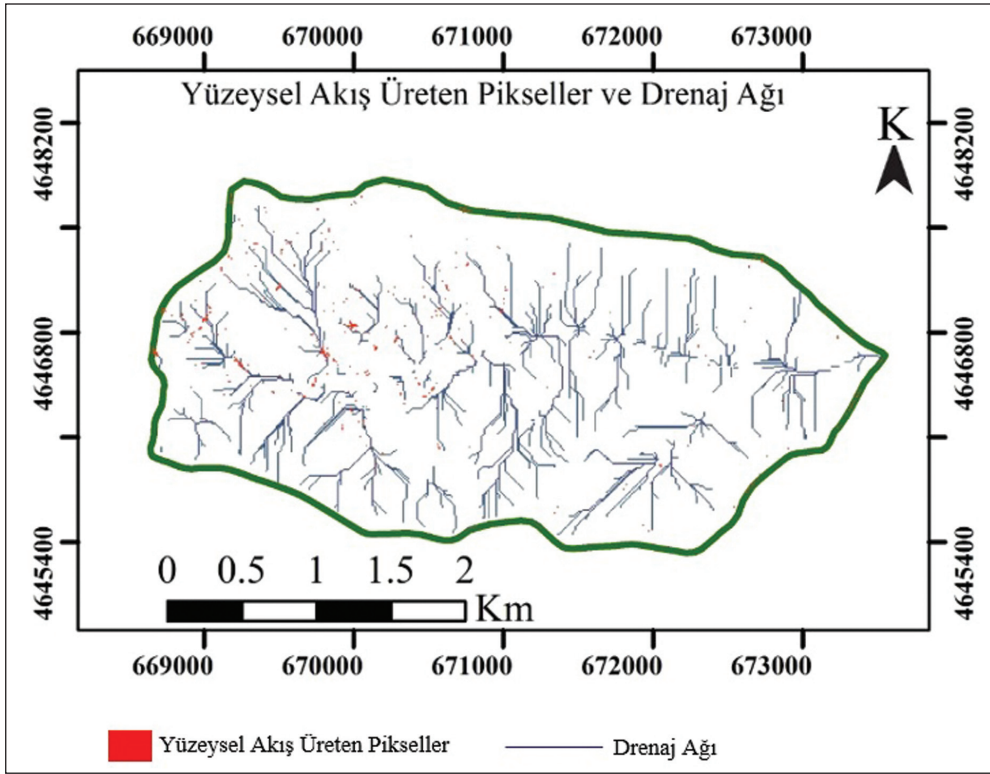 669000 670000 671000 672000 673000
Yüzeysel Akış Üreten Pikseller ve Drenaj Ağı
K
4648200 4648200
4646800 4646800
4645400 4645400
0 0.5 1 1.5 2
Km
669000 670000 671000 672000 673000
Yüzeysel Akış Üreten Pikseller Drenaj Ağı